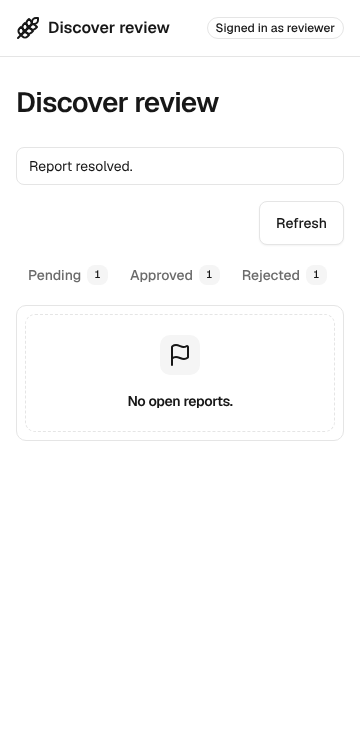 Discover review
Signed in as reviewer
Discover review
Report resolved.
Refresh
Pending 1 Approved 1 Rejected 1
No open reports.